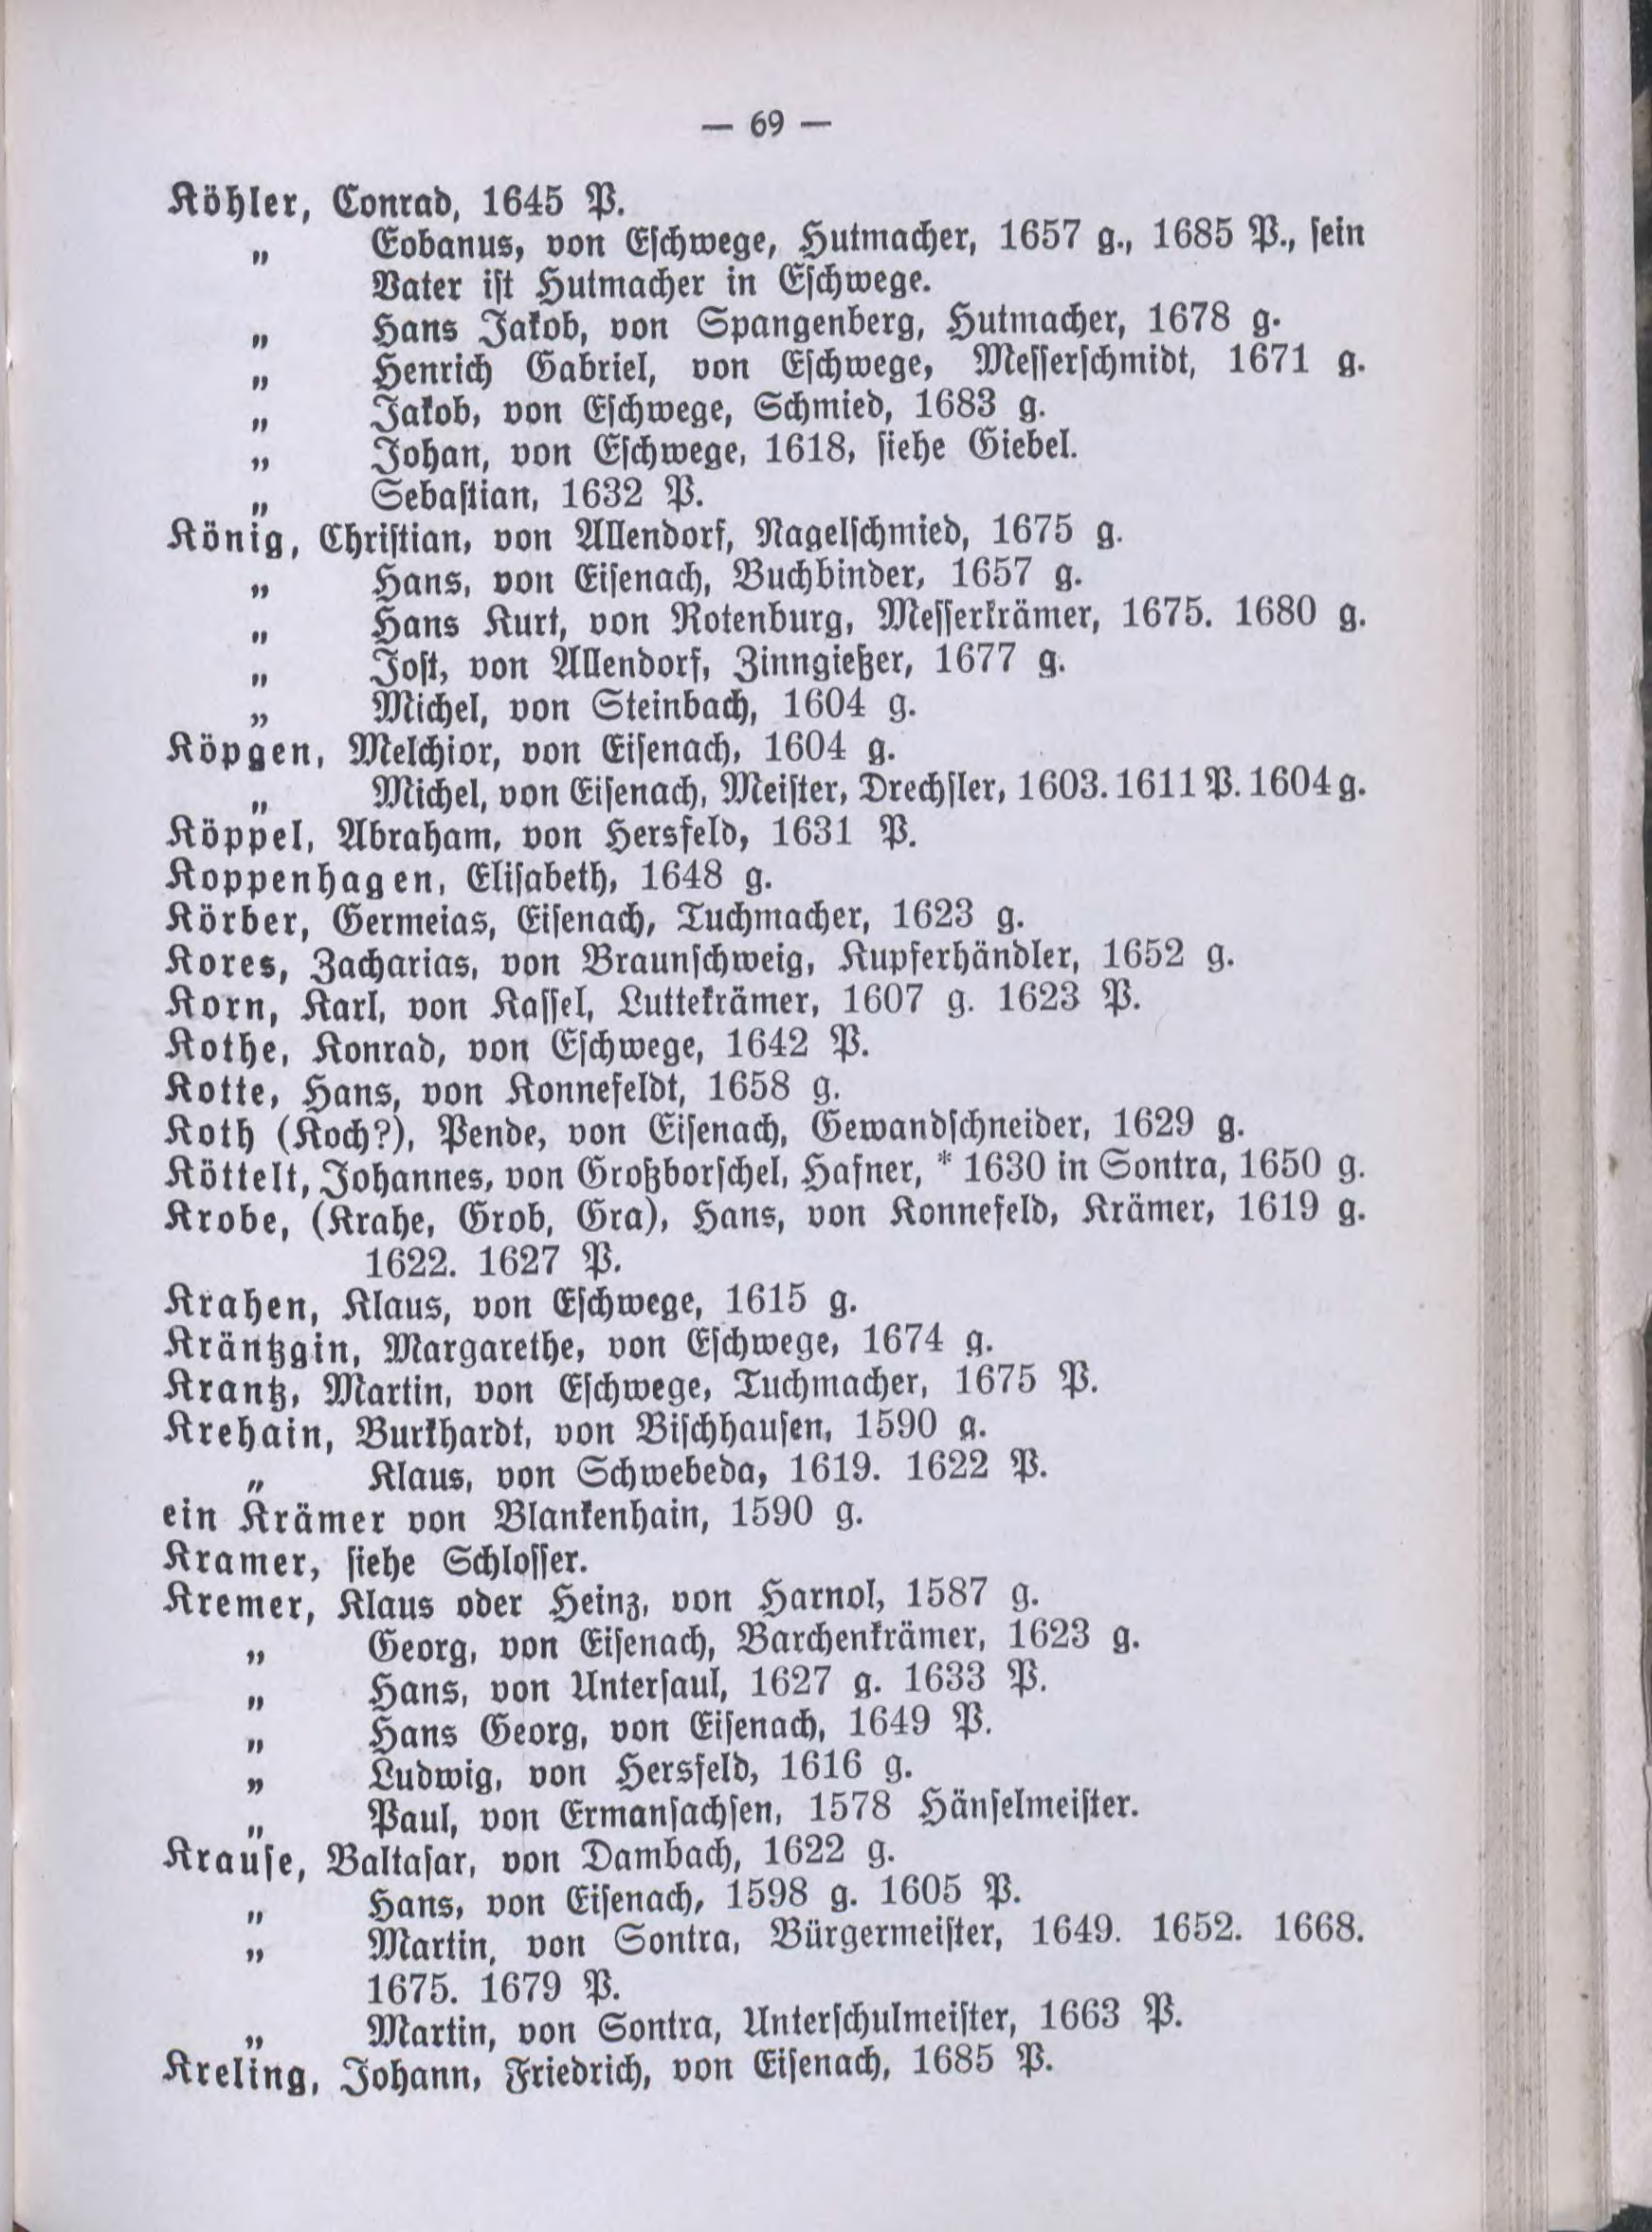 — 69 —
Köhler, Conrad, 1645 P.
„ Eobanus, von Eſchwege, Hutmacher, 1657 g., 1685 P., ſein
Vater iſt Hutmacher in Eſchwege.
„ Hans Jakob, von Spangenberg, Hutmacher, 1678 g.
„ Henrich Gabriel, von Eſchwege, Meſſerſchmidt, 1671 g.
„ Jakob, von Eſchwege, Schmied, 1683 g.
„ Johan, von Eſchwege, 1618, ſiehe Giebel.
„ Sebaſtian, 1632 P.
König, Chriſtian, von Allendorf, Nagelſchmied, 1675 g.
„ Hans, von Eiſenach, Buchbinder, 1657 g.
„ Hans Kurt, von Rotenburg, Meſſerkrämer, 1675. 1680 g.
„ Joſt, von Allendorf, Zinngießer, 1677 g.
„ Michel, von Steinbach, 1604 g.
Köpgen, Melchior, von Eiſenach, 1604 g.
„ Michel, von Eiſenach, Meiſter, Drechſler, 1603. 1611 P. 1604 g.
Köppel, Abraham, von Hersfeld, 1631 P.
Koppenhagen, Eliſabeth, 1648 g.
Körber, Germeias, Eiſenach, Tuchmacher, 1623 g.
Kores, Zacharias, von Braunſchweig, Kupferhändler, 1652 g.
Korn, Karl, von Kaſſel, Luttekrämer, 1607 g. 1623 P.
Kothe, Konrad, von Eſchwege, 1642 P.
Kotte, Hans, von Konnefeldt, 1658 g.
Koth (Koch?), Pende, von Eiſenach, Gewandſchneider, 1629 g.
Köttelt, Johannes, von Großborſchel, Hafner, * 1630 in Sontra, 1650 g.
Krobe, (Krahe, Grob, Gra), Hans, von Konnefeld, Krämer, 1619 g.
1622. 1627 P.
Krahen, Klaus, von Eſchwege, 1615 g.
Kräntzgin, Margarethe, von Eſchwege, 1674 g.
Krantz, Martin, von Eſchwege, Tuchmacher, 1675 P.
Krehain, Burkhardt, von Biſchhauſen, 1590 g.
„ Klaus, von Schwebeda, 1619. 1622 P.
ein Krämer von Blankenhain, 1590 g.
Kramer, ſiehe Schloſſer.
Kremer, Klaus oder Heinz, von Harnol, 1587 g.
„ Georg, von Eiſenach, Barchenkrämer, 1623 g.
„ Hans, von Unterſaul, 1627 g. 1633 P.
„ Hans Georg, von Eiſenach, 1649 P.
„ Ludwig, von Hersfeld, 1616 g.
„ Paul, von Ermanſachſen, 1578 Hänſelmeiſter.
Krauſe, Baltaſar, von Dambach, 1622 g.
„ Hans, von Eiſenach, 1598 g. 1605 P.
„ Martin, von Sontra, Bürgermeiſter, 1649. 1652. 1668.
1675. 1679 P.
„ Martin, von Sontra, Unterſchulmeiſter, 1663 P.
Kreling, Johann, Friedrich, von Eiſenach, 1685 P.